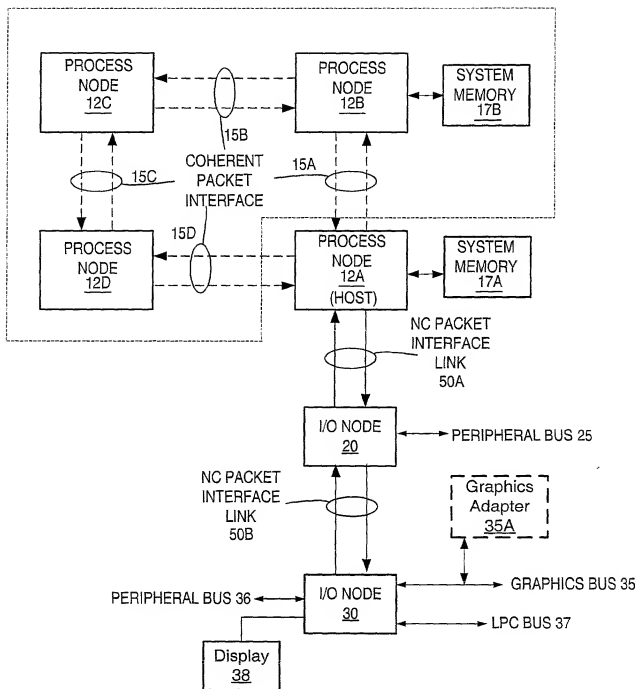 PROCESS
NODE
12C
PROCESS
NODE
12B
SYSTEM
MEMORY
17B
15B
15C
COHERENT
PACKET
INTERFACE
15A
15D
PROCESS
NODE
12D
PROCESS
NODE
12A
(HOST)
SYSTEM
MEMORY
17A
NC PACKET
INTERFACE
LINK
50A
I/O NODE
20
PERIPHERAL BUS 25
NC PACKET
INTERFACE
LINK
50B
Graphics
Adapter
35A
PERIPHERAL BUS 36
I/O NODE
30
GRAPHICS BUS 35
LPC BUS 37
Display
38